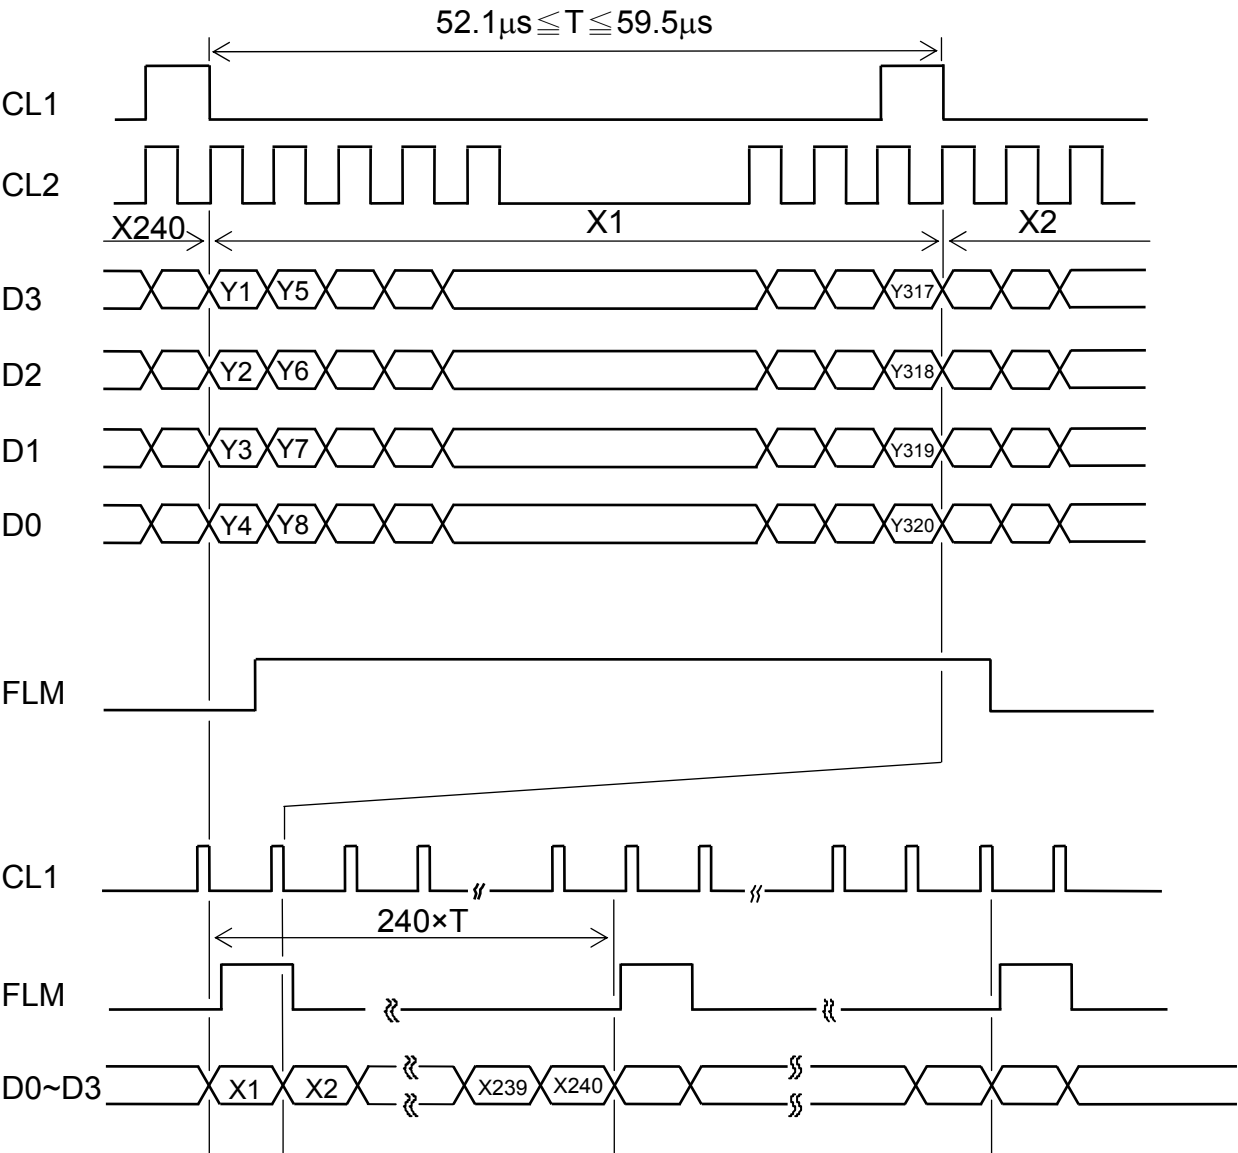 52.1μs≦T≦59.5μs
CL1
CL2
X240 X1 X2
D3 Y1 Y5 Y317
D2 Y2 Y6 Y318
D1 Y3 Y7 Y319
D0 Y4 Y8 Y320
FLM
CL1
240×T
FLM
D0~D3 X1 X2 X239 X240